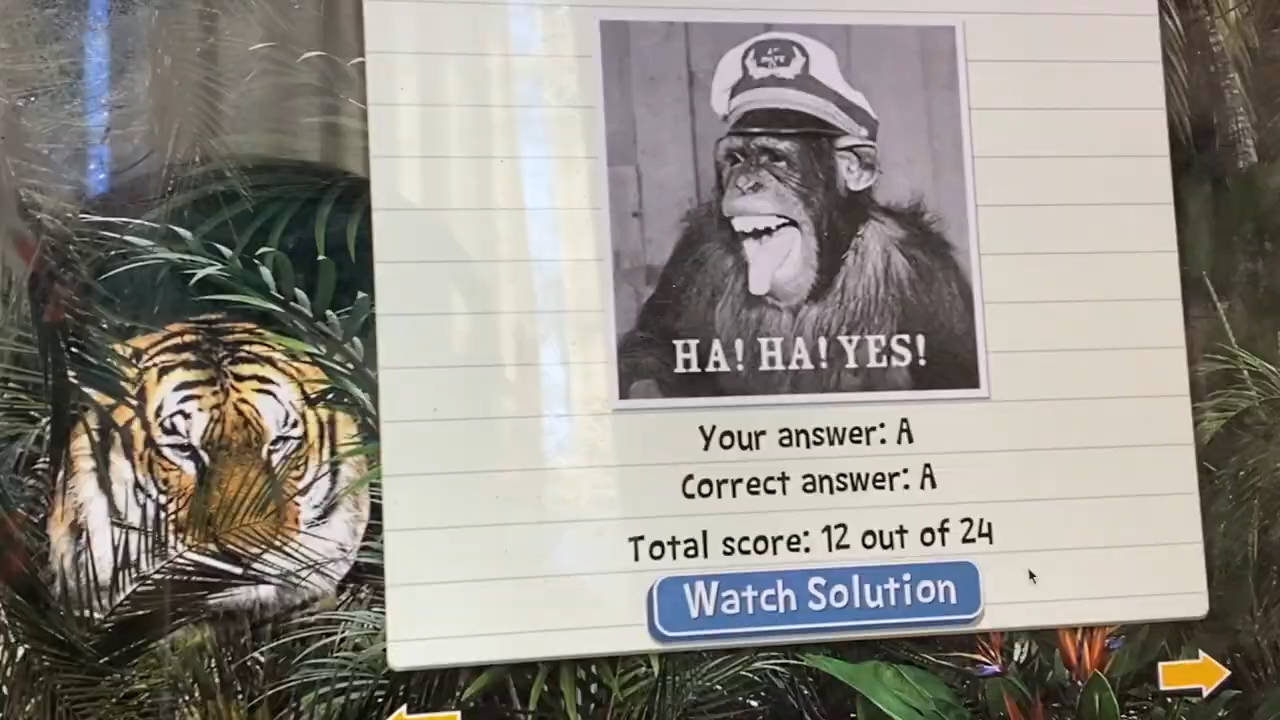 HA! HA! YES!
Your answer: A
Correct answer: A
Total score: 12 out of 24
Watch Solution